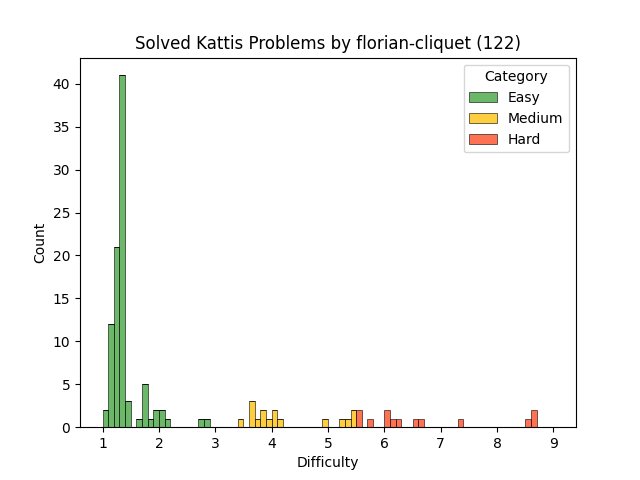 Solved Kattis Problems by florian-cliquet (122)
Category
Easy
Medium
Hard
Count
40
35
30
25
20
15
10
5
0
1 2 3 4 5 6 7 8 9
Difficulty